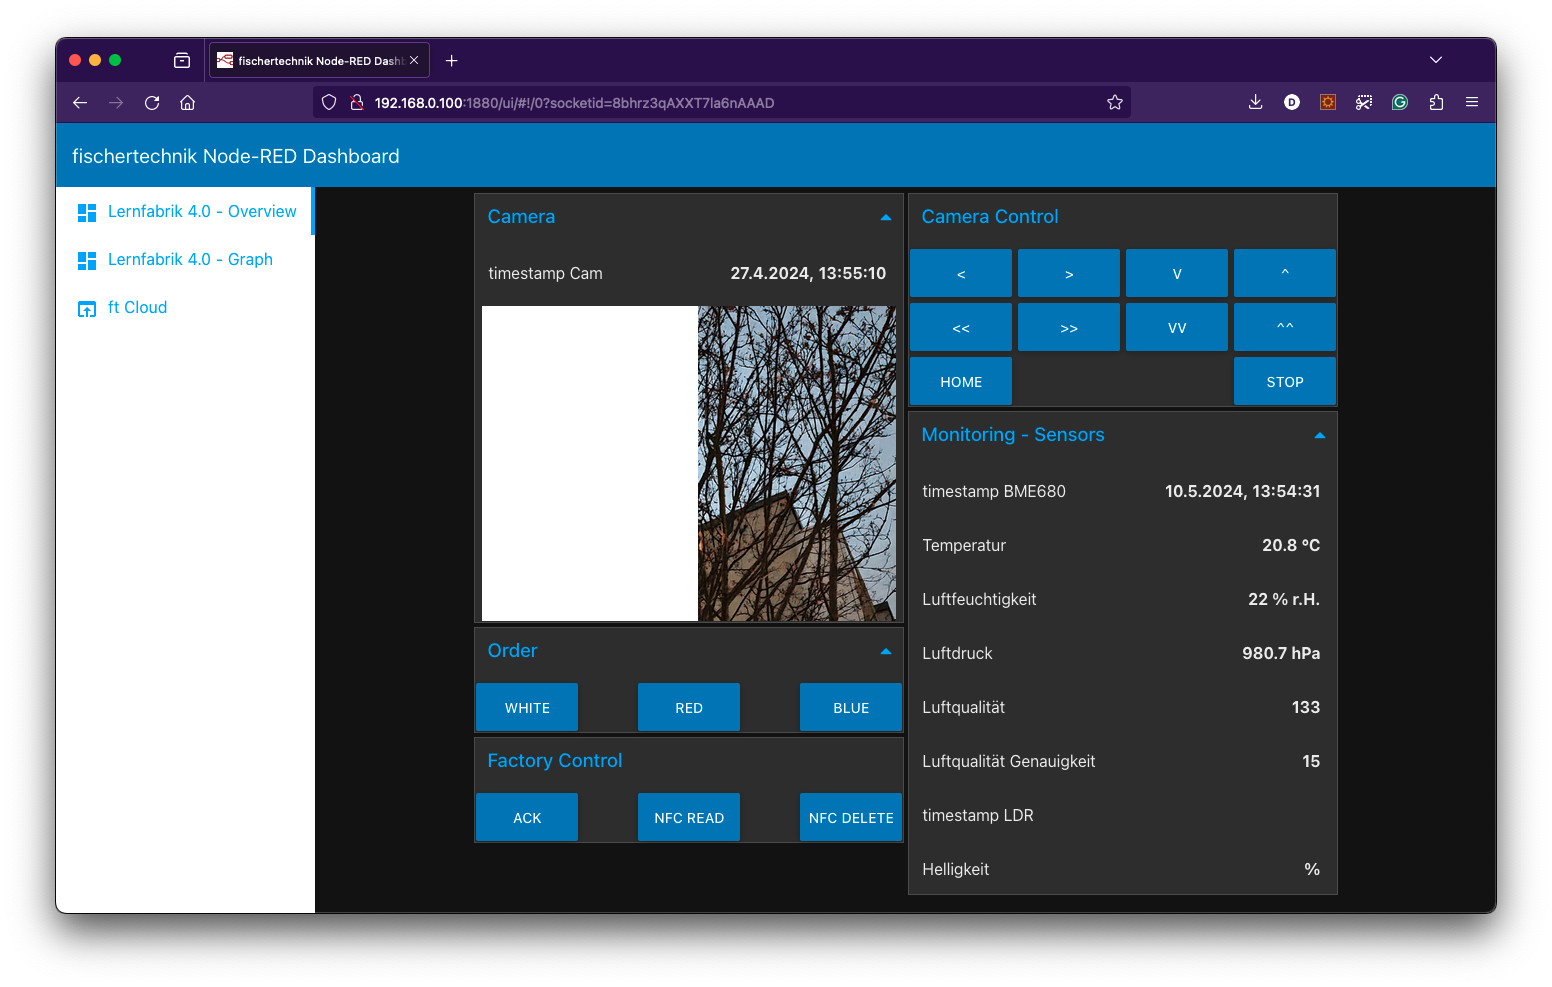 fischertechnik Node-RED Dashb
192.168.0.100:1880/ui/#!/0?socketid=8bhrz3qAXXT7la6nAAAD
fischertechnik Node-RED Dashboard
Lernfabrik 4.0 - Overview
Lernfabrik 4.0 - Graph
ft Cloud
Camera
timestamp Cam 27.4.2024, 13:55:10
Order
WHITE RED BLUE
Factory Control
ACK NFC READ NFC DELETE
Camera Control
< > V ^
<< >> VV ^^
HOME STOP
Monitoring - Sensors
timestamp BME680 10.5.2024, 13:54:31
Temperatur 20.8 °C
Luftfeuchtigkeit 22 % r.H.
Luftdruck 980.7 hPa
Luftqualität 133
Luftqualität Genauigkeit 15
timestamp LDR
Helligkeit %